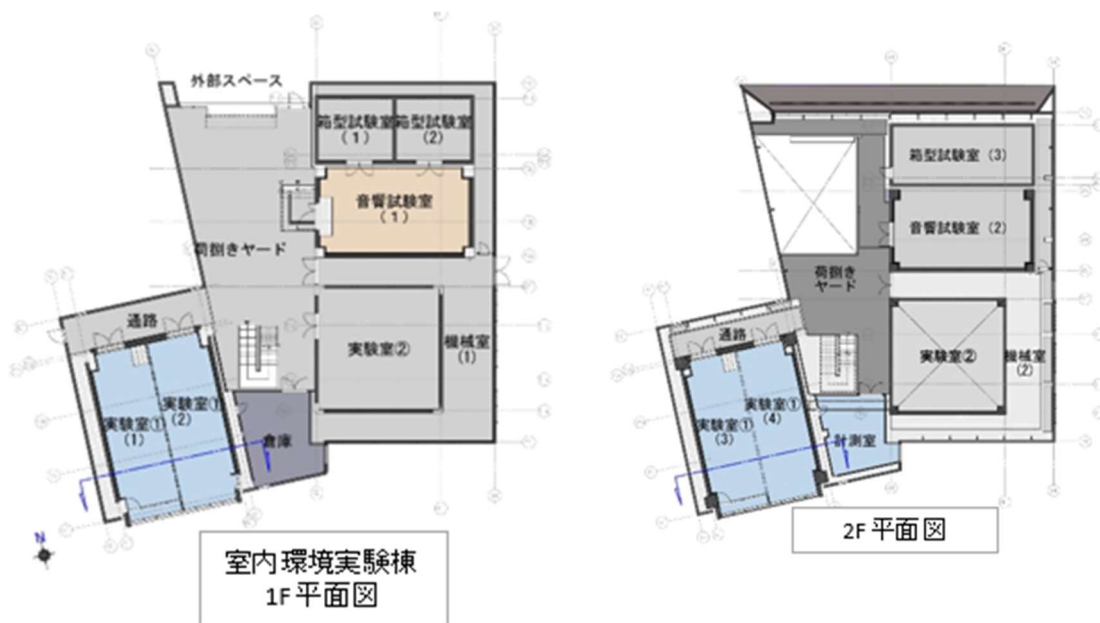 外部スペース
箱型試験室
(1)
箱型試験室
(2)
音響試験室
(1)
荷捌きヤード
通路
実験室②
機械室
(1)
実験室①
(1)
実験室①
(2)
倉庫
N
室内環境実験棟
1F平面図
箱型試験室(3)
音響試験室(2)
荷捌き
ヤード
通路
実験室②
機械室
(2)
実験室①
(3)
実験室①
(4)
計測室
2F平面図